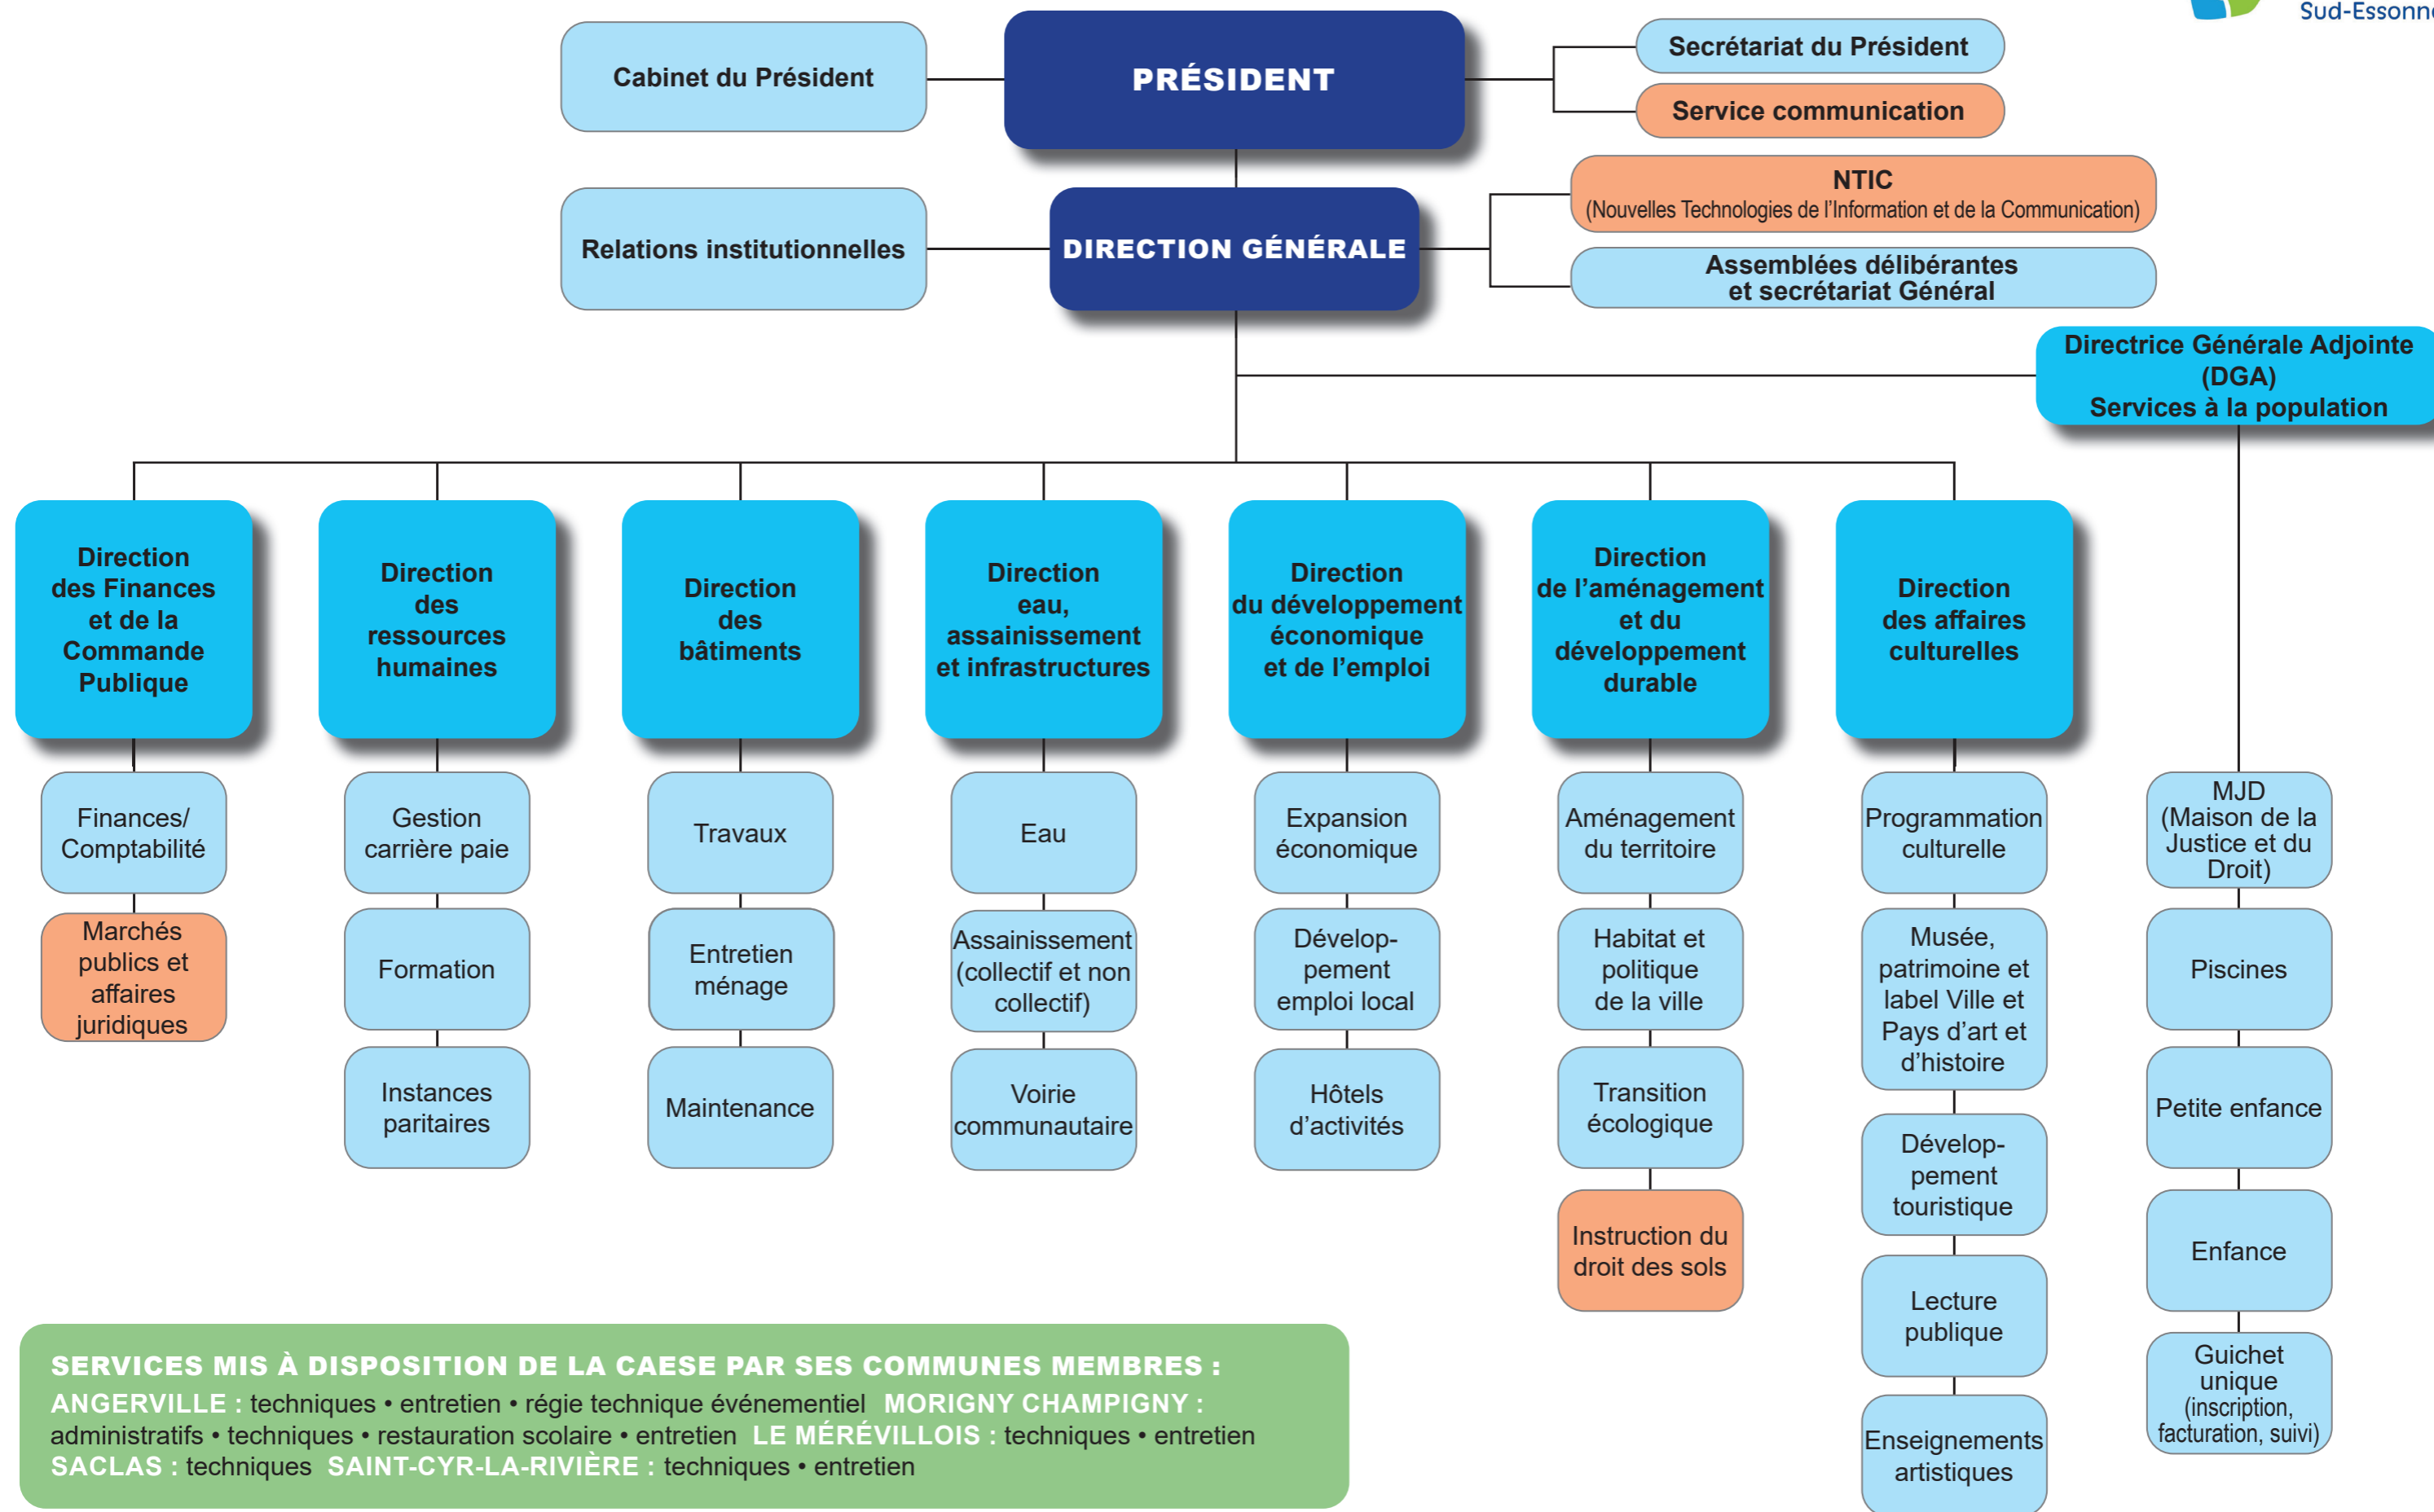 Sud-Essonne
Cabinet du Président
PRÉSIDENT
Secrétariat du Président
Service communication
Relations institutionnelles
DIRECTION GÉNÉRALE
NTIC
(Nouvelles Technologies de l’Information et de la Communication)
Assemblées délibérantes
et secrétariat Général
Directrice Générale Adjointe
(DGA)
Services à la population
Direction
des Finances
et de la
Commande
Publique
Finances/
Comptabilité
Marchés
publics et
affaires
juridiques
Direction
des
ressources
humaines
Gestion
carrière paie
Formation
Instances
paritaires
Direction
des
bâtiments
Travaux
Entretien
ménage
Maintenance
Direction
eau,
assainissement
et infrastructures
Eau
Assainissement
(collectif et non
collectif)
Voirie
communautaire
Direction
du développement
économique
et de l’emploi
Expansion
économique
Dévelop-
pement
emploi local
Hôtels
d’activités
Direction
de l’aménagement
et du
développement
durable
Aménagement
du territoire
Habitat et
politique
de la ville
Transition
écologique
Instruction du
droit des sols
Direction
des affaires
culturelles
Programmation
culturelle
Musée,
patrimoine et
label Ville et
Pays d’art et
d’histoire
Dévelop-
pement
touristique
Lecture
publique
Enseignements
artistiques
MJD
(Maison de la
Justice et du
Droit)
Piscines
Petite enfance
Enfance
Guichet
unique
(inscription,
facturation, suivi)
SERVICES MIS À DISPOSITION DE LA CAESE PAR SES COMMUNES MEMBRES :
ANGERVILLE : techniques • entretien • régie technique événementiel MORIGNY CHAMPIGNY :
administratifs • techniques • restauration scolaire • entretien LE MÉRÉVILLOIS : techniques • entretien
SACLAS : techniques SAINT-CYR-LA-RIVIÈRE : techniques • entretien